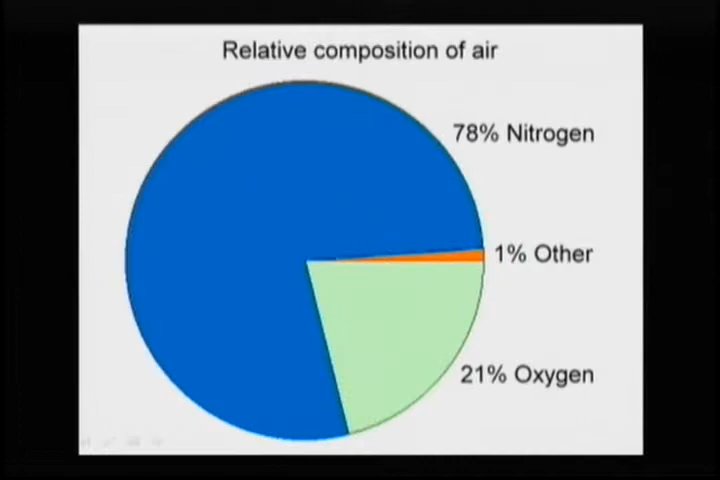 Relative composition of air
78% Nitrogen
1% Other
21% Oxygen